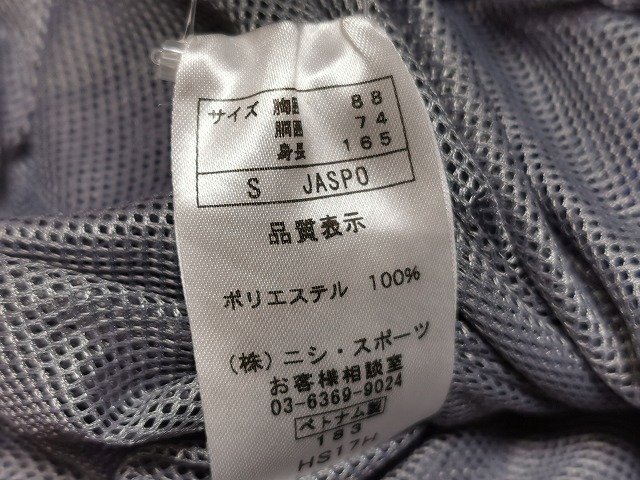 サイズ 胸囲 88
胴囲 74
身長 165
S JASPO
品質表示
ポリエステル 100%
(株)ニシ・スポーツ
お客様相談室
03-6369-9024
ベトナム製
183
HS17H